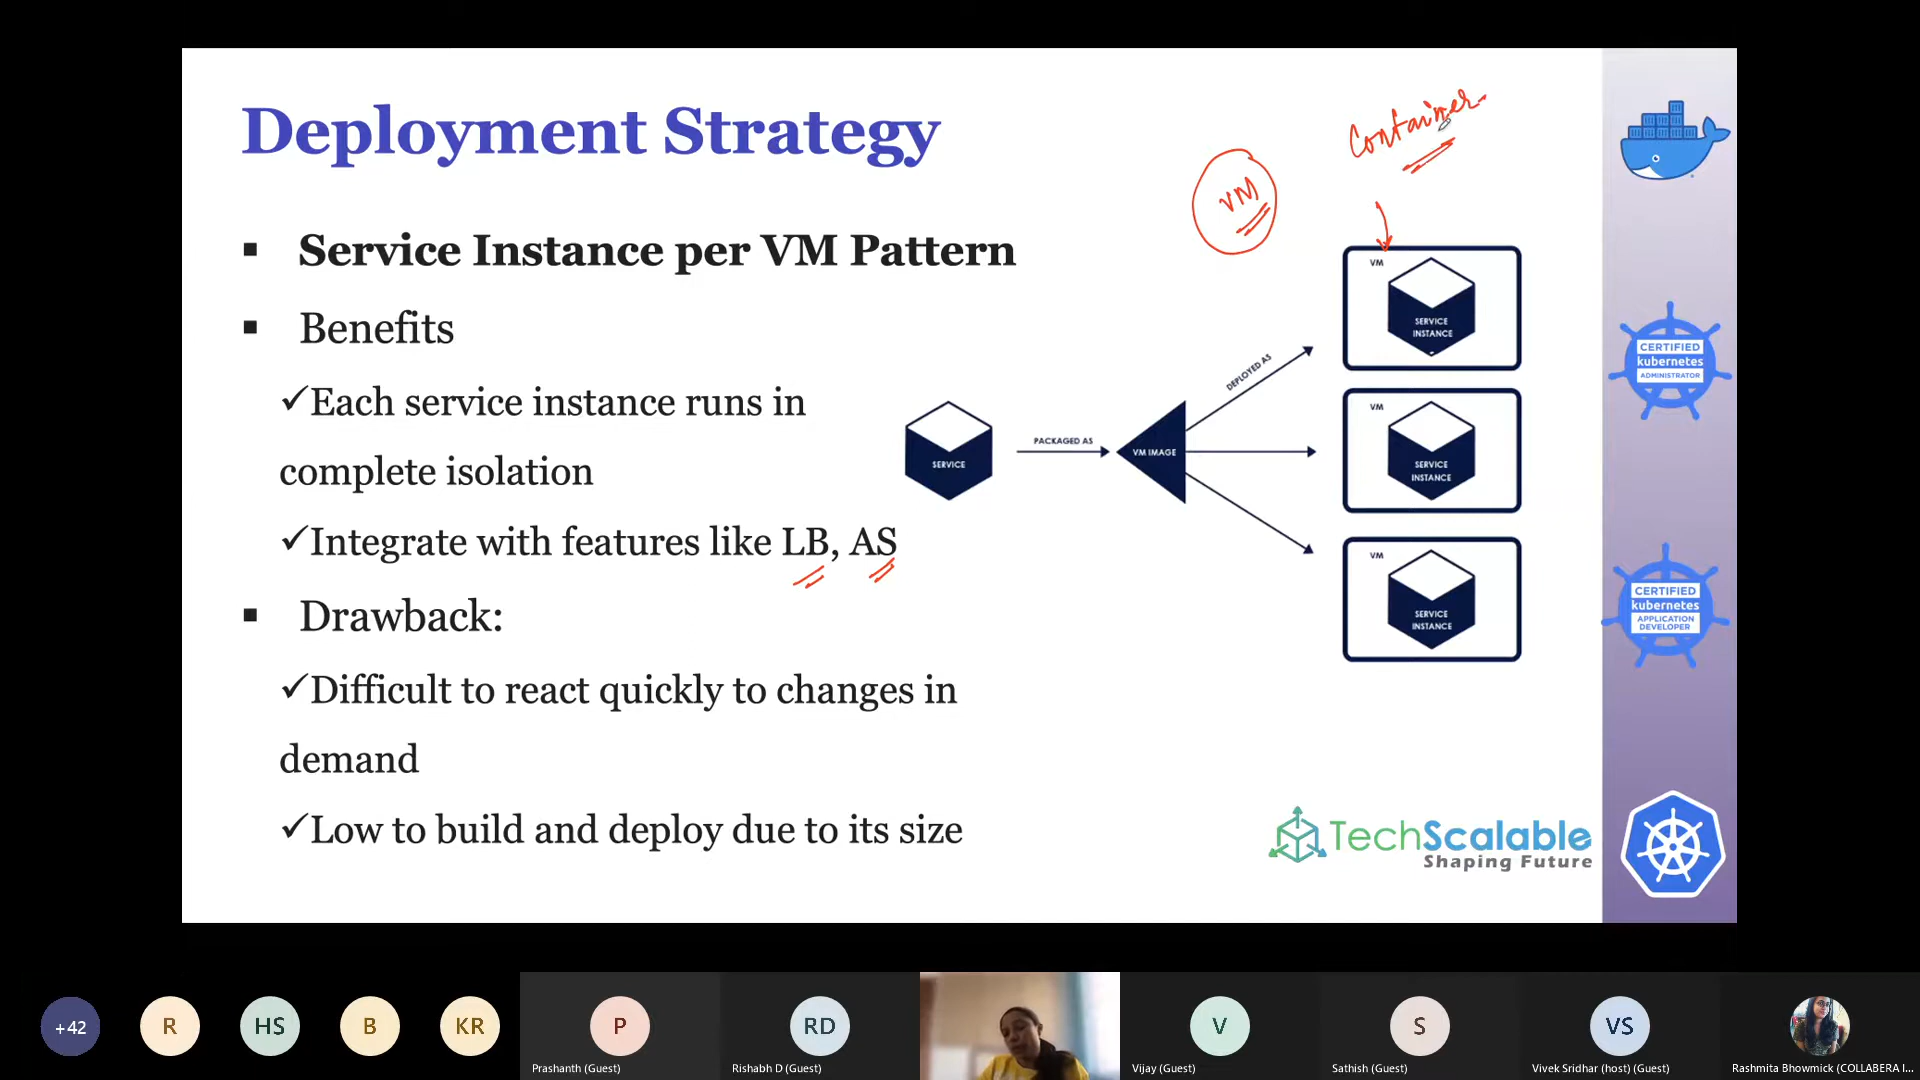 Deployment Strategy
Container
VM
▪ Service Instance per VM Pattern
▪ Benefits
✓Each service instance runs in
complete isolation
✓Integrate with features like LB, AS
▪ Drawback:
✓Difficult to react quickly to changes in
demand
✓Low to build and deploy due to its size
SERVICE
PACKAGED AS
VM IMAGE
DEPLOYED AS
VM
SERVICE
INSTANCE
VM
SERVICE
INSTANCE
VM
SERVICE
INSTANCE
CERTIFIED
kubernetes
ADMINISTRATOR
CERTIFIED
kubernetes
APPLICATION
DEVELOPER
TechScalable
Shaping Future
+42
R
HS
B
KR
P
Prashanth (Guest)
RD
Rishabh D (Guest)
V
Vijay (Guest)
S
Sathish (Guest)
VS
Vivek Sridhar (host) (Guest)
Rashmita Bhowmick (COLLABERA I...